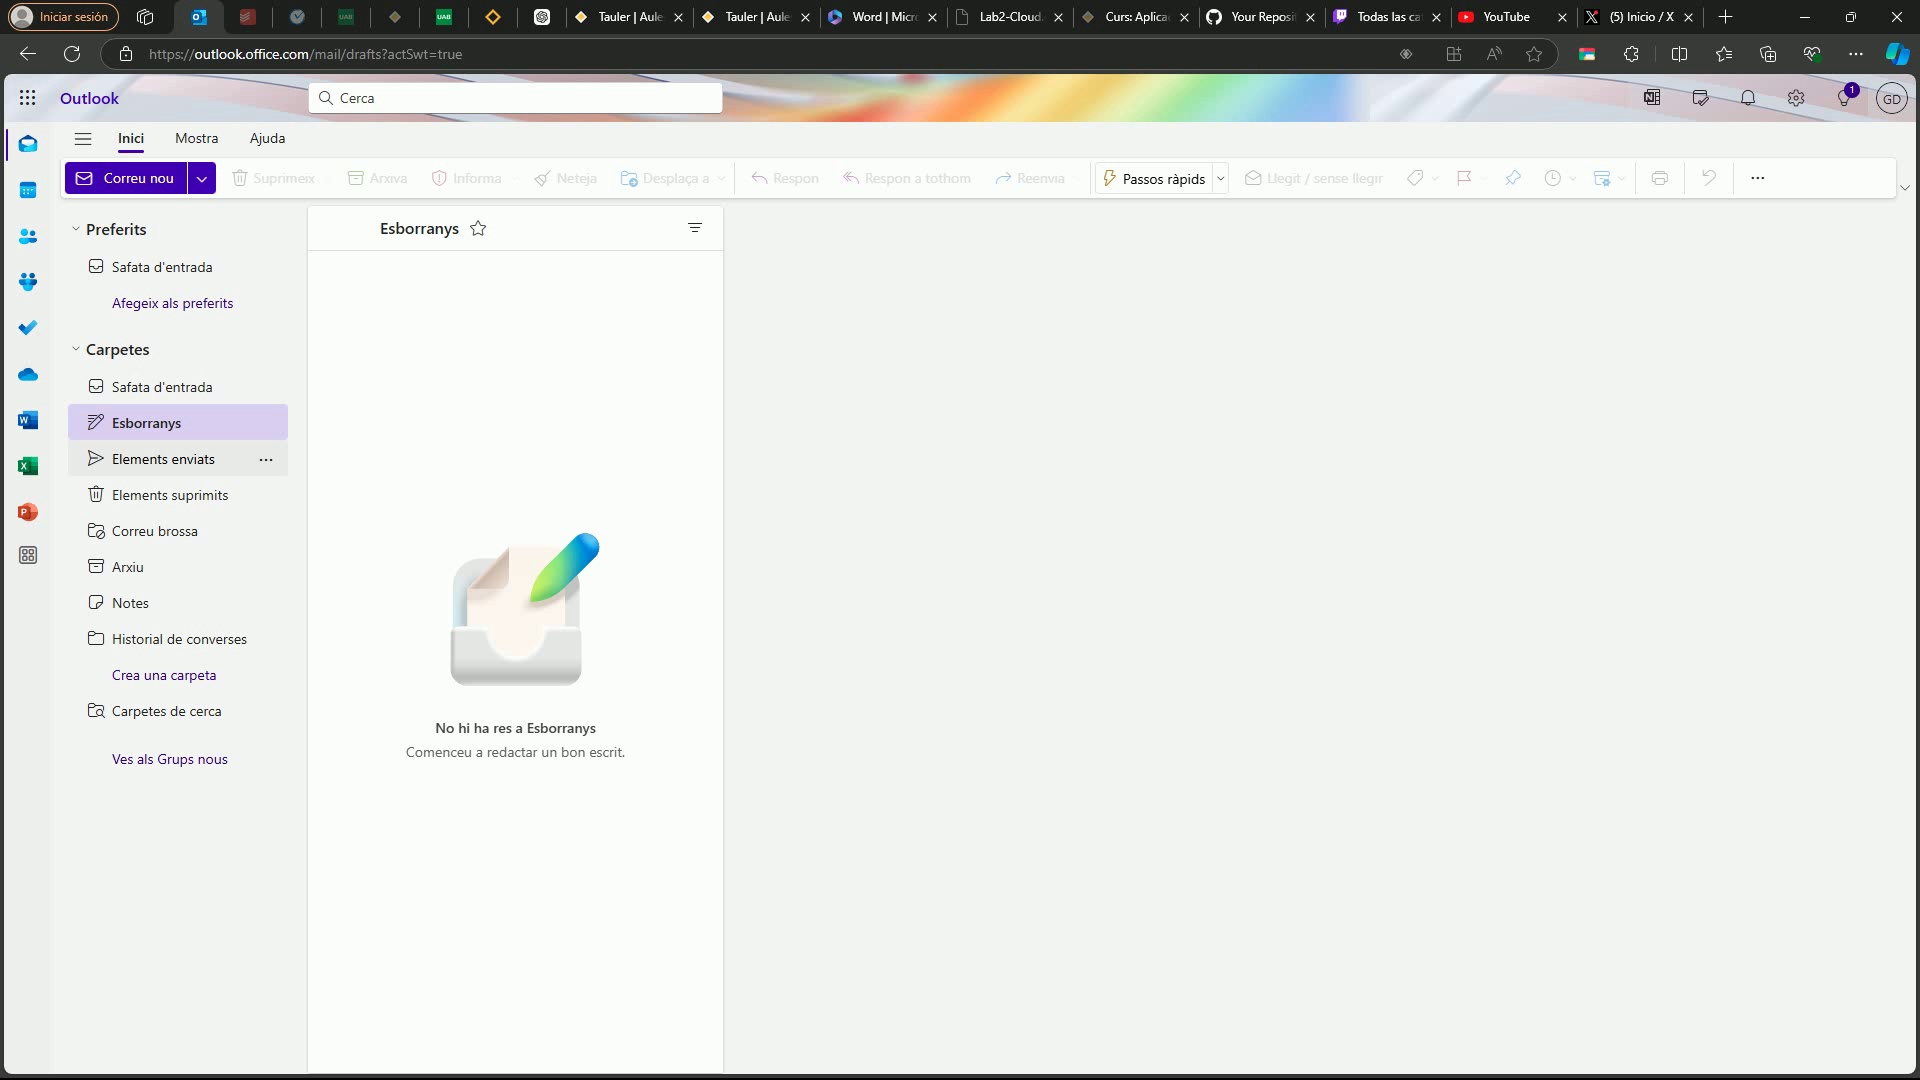 Iniciar sesión
UAB
UAB
Tauler | Aule
Tauler | Aule
Word | Micro
Lab2-Cloud.
Curs: Aplica
Your Reposit
Todas las ca
YouTube
(5) Inicio / X
https://outlook.office.com/mail/drafts?actSwt=true
Outlook
Cerca
1
GD
Inici
Mostra
Ajuda
Correu nou
Suprimeix
Arxiva
Informa
Neteja
Desplaça a
Respon
Respon a tothom
Reenvia
Passos ràpids
Llegit / sense llegir
Preferits
Safata d'entrada
Afegeix als preferits
Carpetes
Safata d'entrada
Esborranys
Elements enviats
Elements suprimits
Correu brossa
Arxiu
Notes
Historial de converses
Crea una carpeta
Carpetes de cerca
Ves als Grups nous
Esborranys
No hi ha res a Esborranys
Comenceu a redactar un bon escrit.